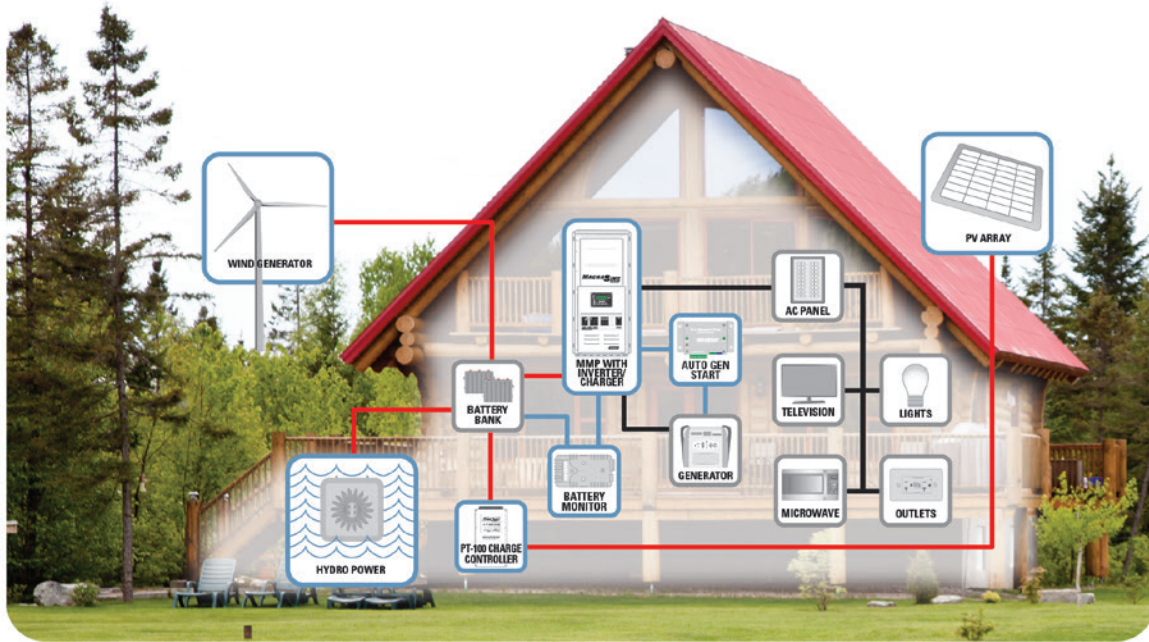 WIND GENERATOR
PV ARRAY
MAGNASINE
AC PANEL
MMP WITH
INVERTER/
CHARGER
AUTO GEN
START
BATTERY
BANK
TELEVISION
LIGHTS
GENERATOR
BATTERY
MONITOR
MICROWAVE
OUTLETS
PT-100 CHARGE
CONTROLLER
HYDRO POWER